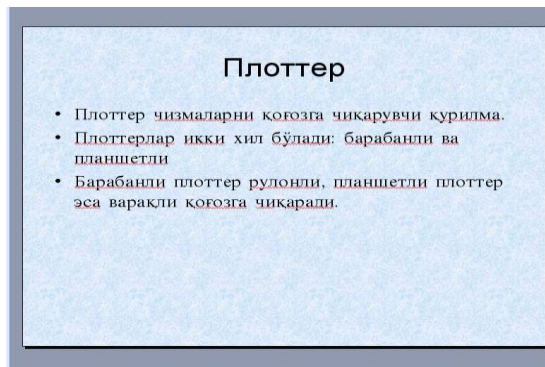 Плоттер
• Плоттер чизмаларни қоғозга чиқарувчи қурилма.
• Плоттерлар икки хил бўлади: барабанли ва
планшетли
• Барабанли плоттер рулонли, планшетли плоттер
эса варақли қоғозга чиқаради.